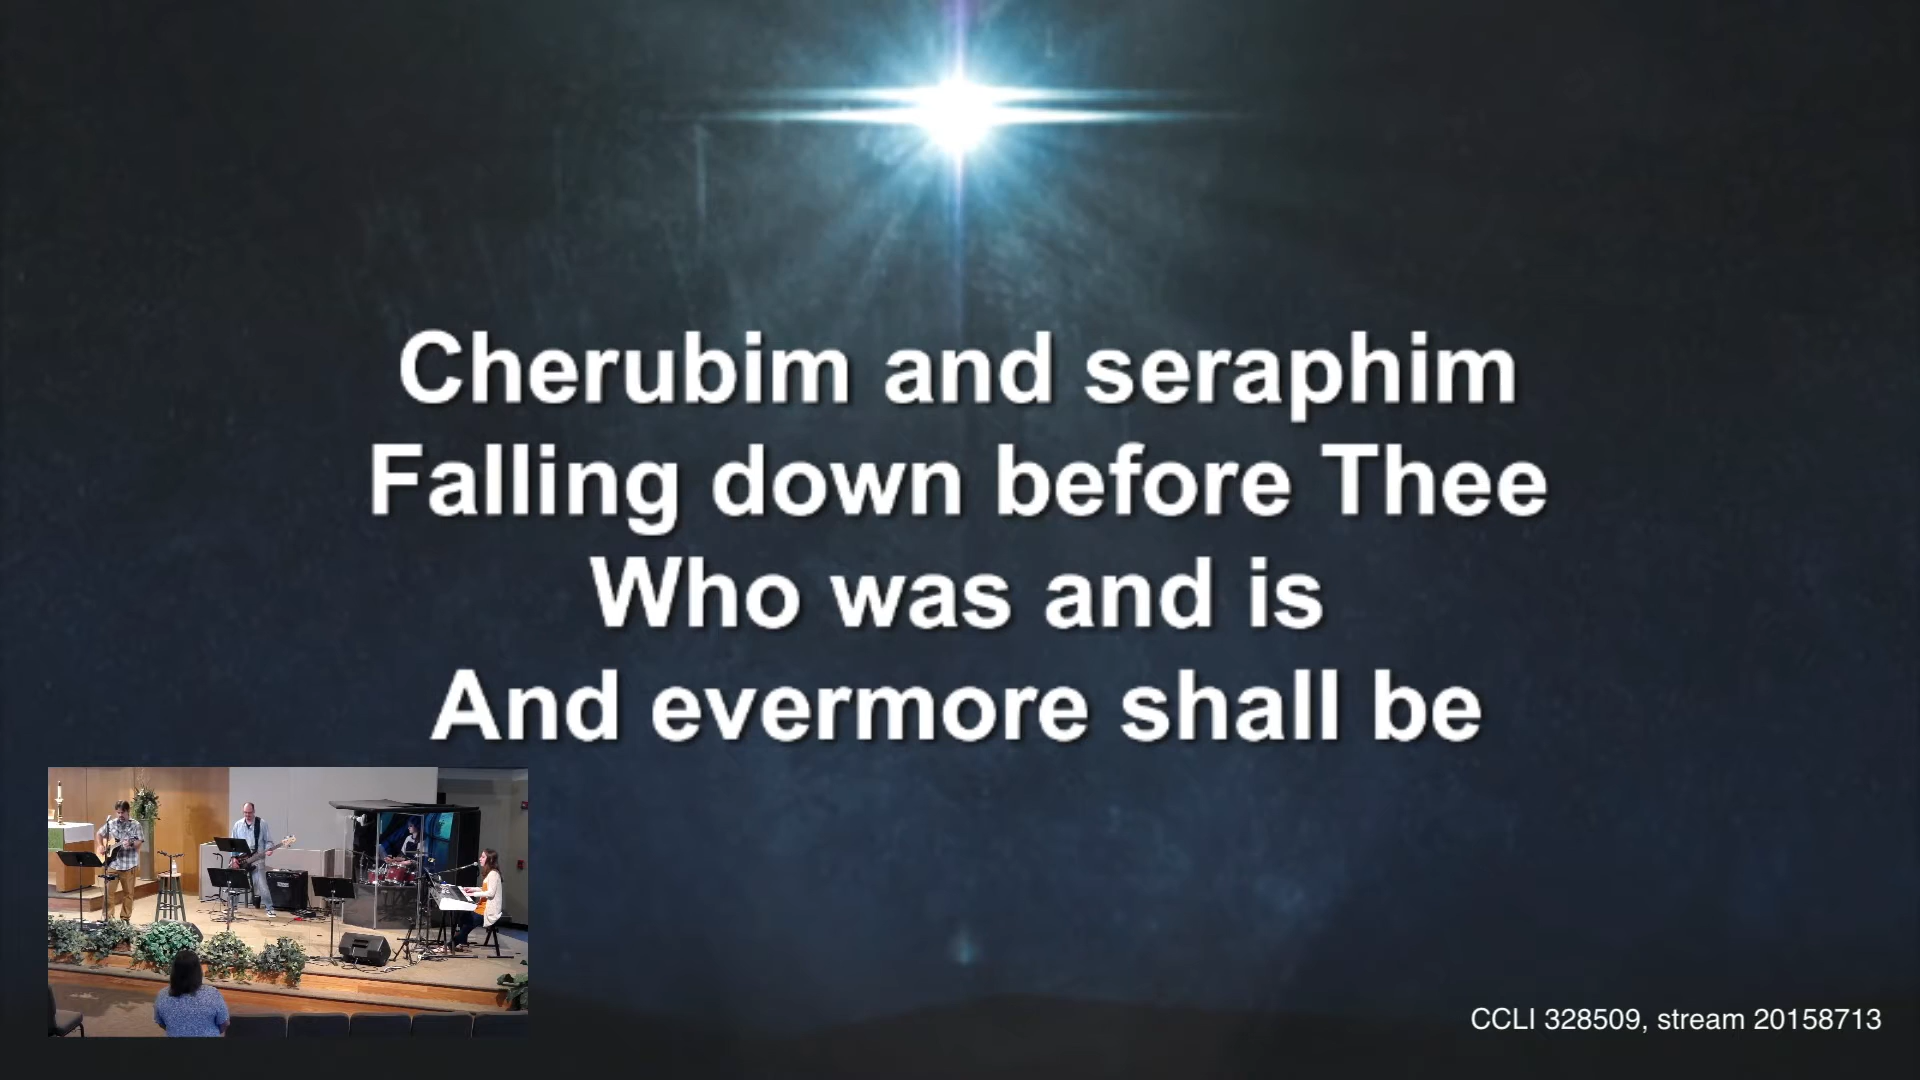 Cherubim and seraphim
Falling down before Thee
Who was and is
And evermore shall be
CCLI 328509, stream 20158713